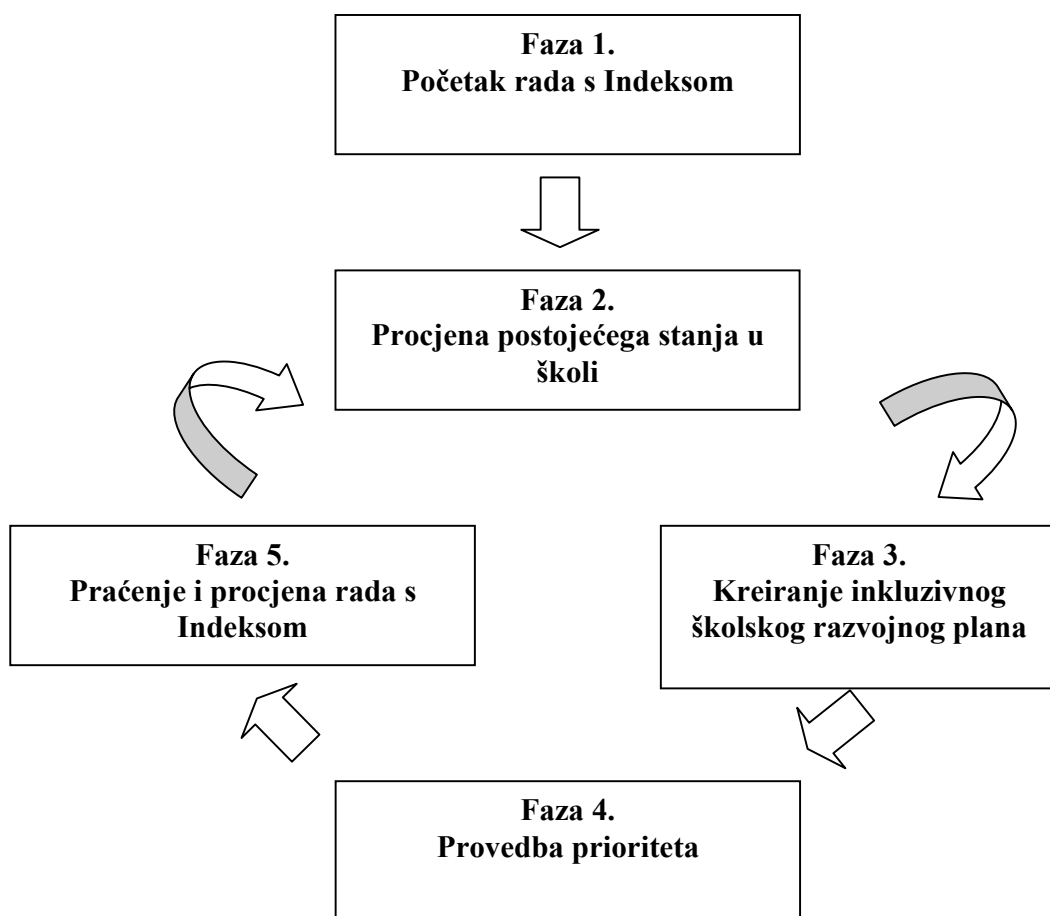 Faza 1.
Početak rada s Indeksom
Faza 2.
Procjena postojećega stanja u
školi
Faza 3.
Kreiranje inkluzivnog
školskog razvojnog plana
Faza 4.
Provedba prioriteta
Faza 5.
Praćenje i procjena rada s
Indeksom